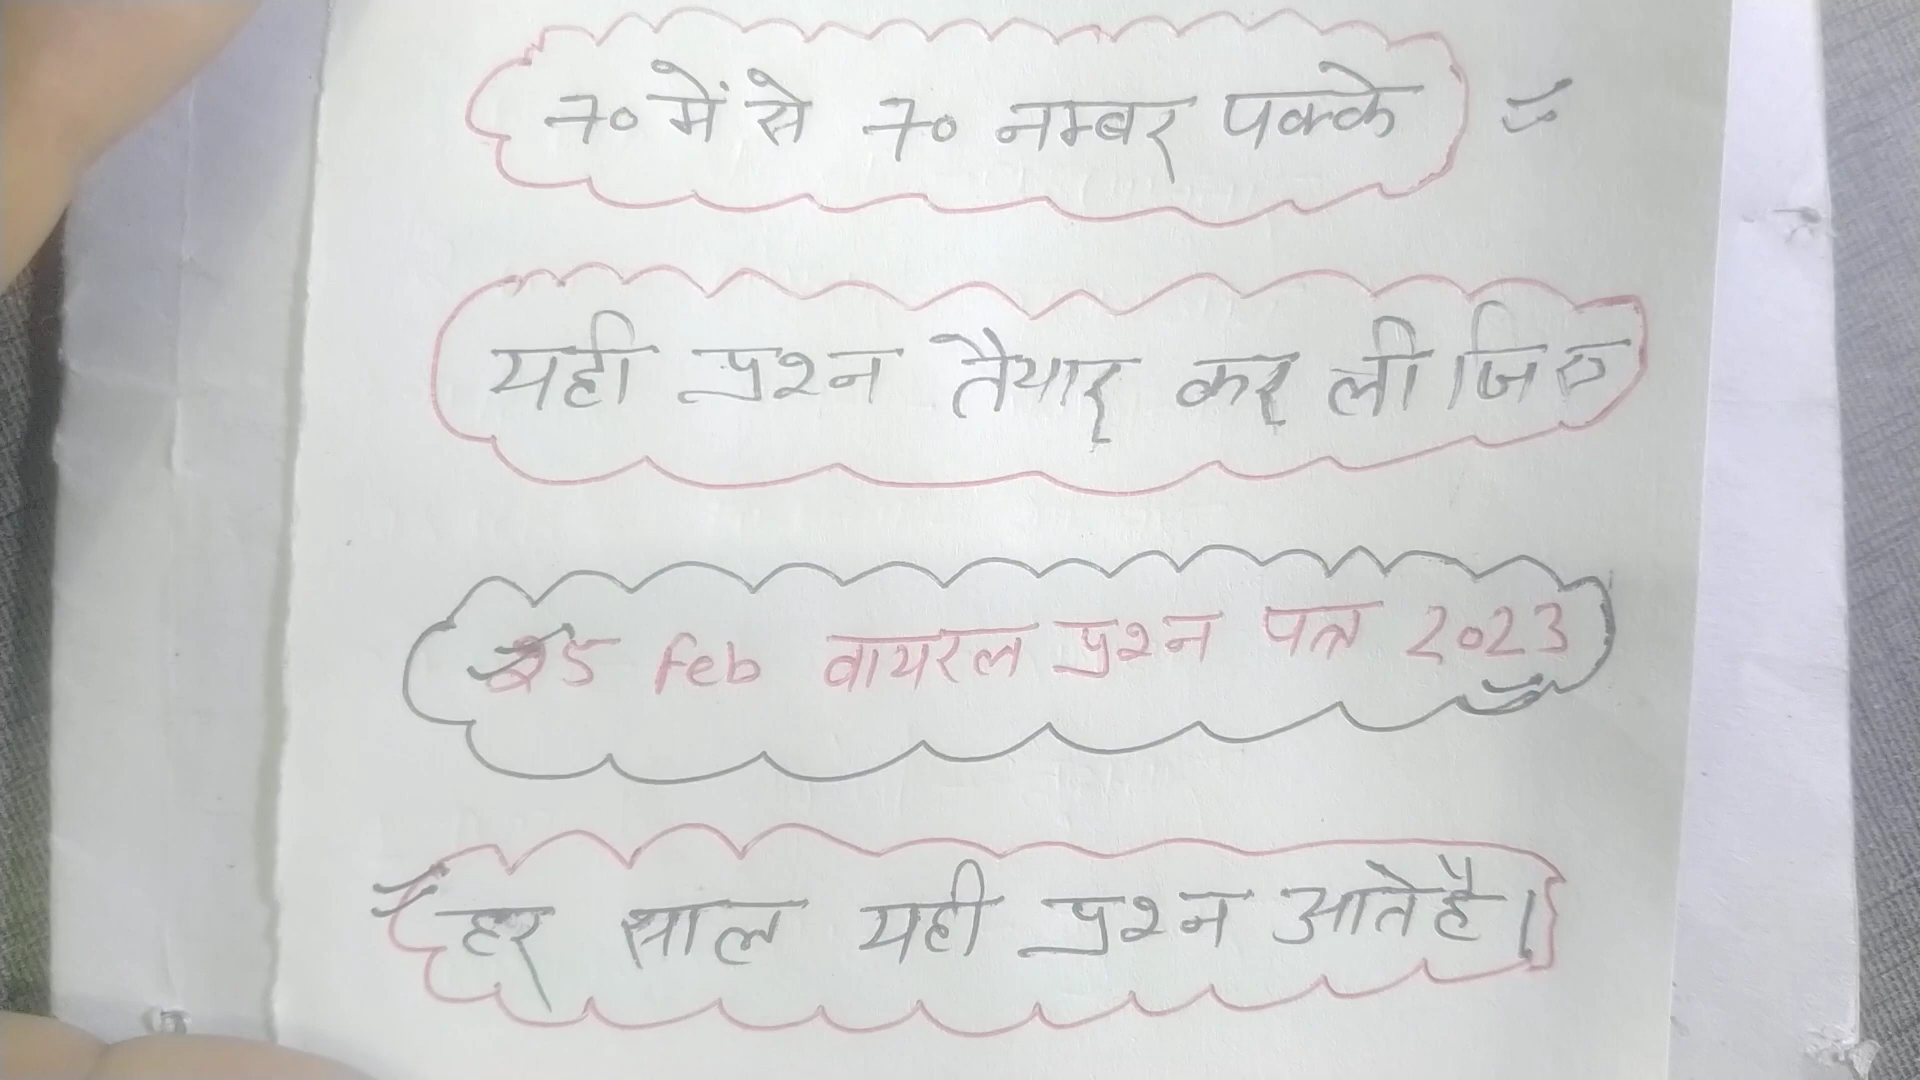 70 में से 70 नम्बर पक्के
यही प्रश्न तैयार कर लीजिए
25 feb वायरल प्रश्न पत्र 2023
हर साल यही प्रश्न आते है।